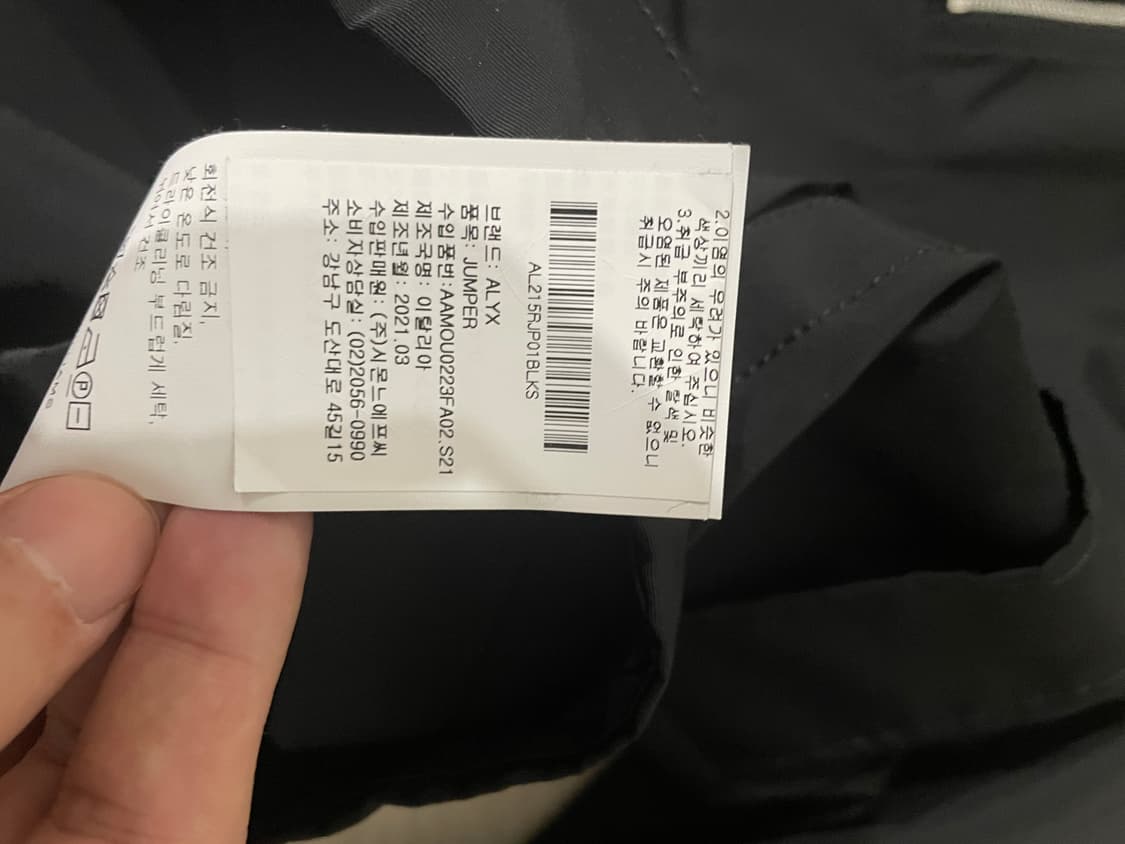 2.이염의 우려가 있으니 비슷한
색상끼리 세탁하여 주십시오.
3.취급 부주의로 인한 탈색 및
오염된 제품은 교환할 수 없으니
취급시 주의 바랍니다.
AL215RJP01BLKS
브랜드: ALYX
품목: JUMPER
수입품번:AAMOU0223FA02.S21
제조국명: 이탈리아
제조년월: 2021.03
수입판매원: (주)시몬느에프씨
소비자상담실: (02)2056-0990
주소: 강남구 도산대로 45길15
회전식 건조 금지,
낮은 온도로 다림질,
드라이클리닝 부드럽게 세탁,
건조
P